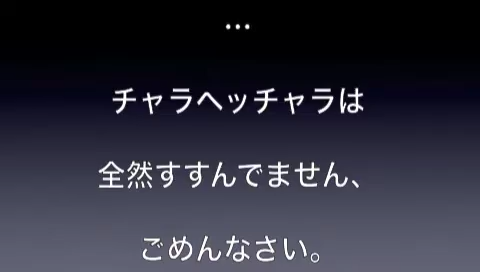 …
チャラヘッチャラは
全然すすんでません、
ごめんなさい。